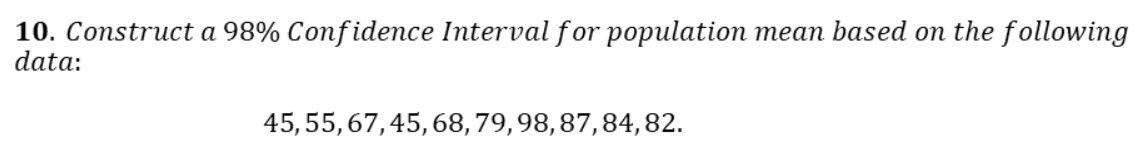 10. Construct a 98% Confidence Interval for population mean based on the following
data:
45, 55, 67, 45, 68, 79, 98, 87, 84, 82.